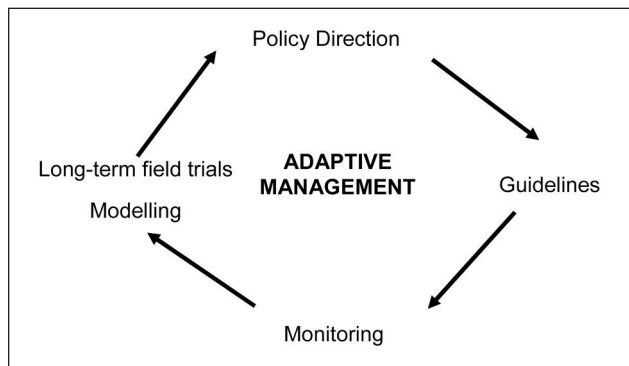 Policy Direction
Long-term field trials
Modelling
ADAPTIVE
MANAGEMENT
Guidelines
Monitoring